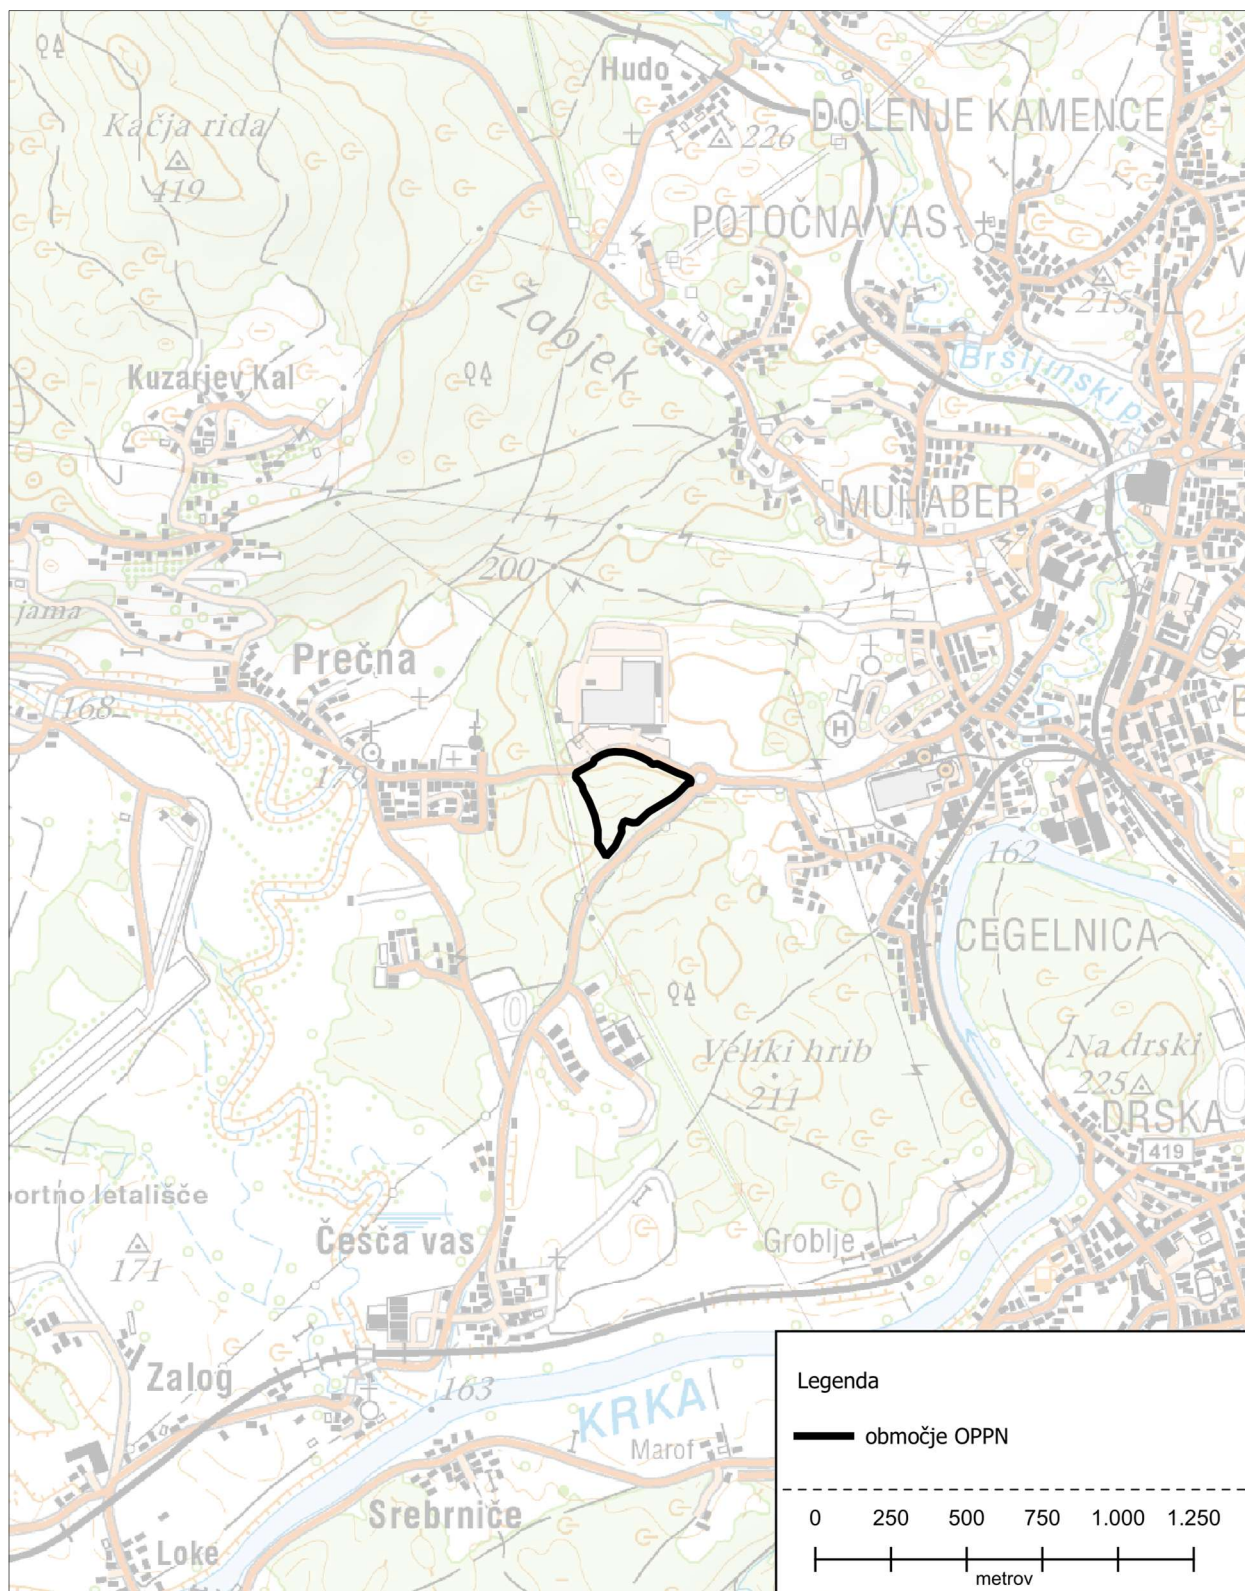 Hudo
DOLENJE KAMENCE
Kačja rida
419
226
POTOČNA VAS
215
Žabjek
Bršljinski p.
Kuzarjev Kal
MUHABER
200
jama
Prečna
168
179
H
162
CEGELNICA
Veliki hrib
211
Na drski
225
DRSKA
419
portno letališče
171
Češča vas
Groblje
Zalog
163
KRKA
Marof
Srebrniče
Loke
Legenda
območje OPPN
0 250 500 750 1.000 1.250
metrov